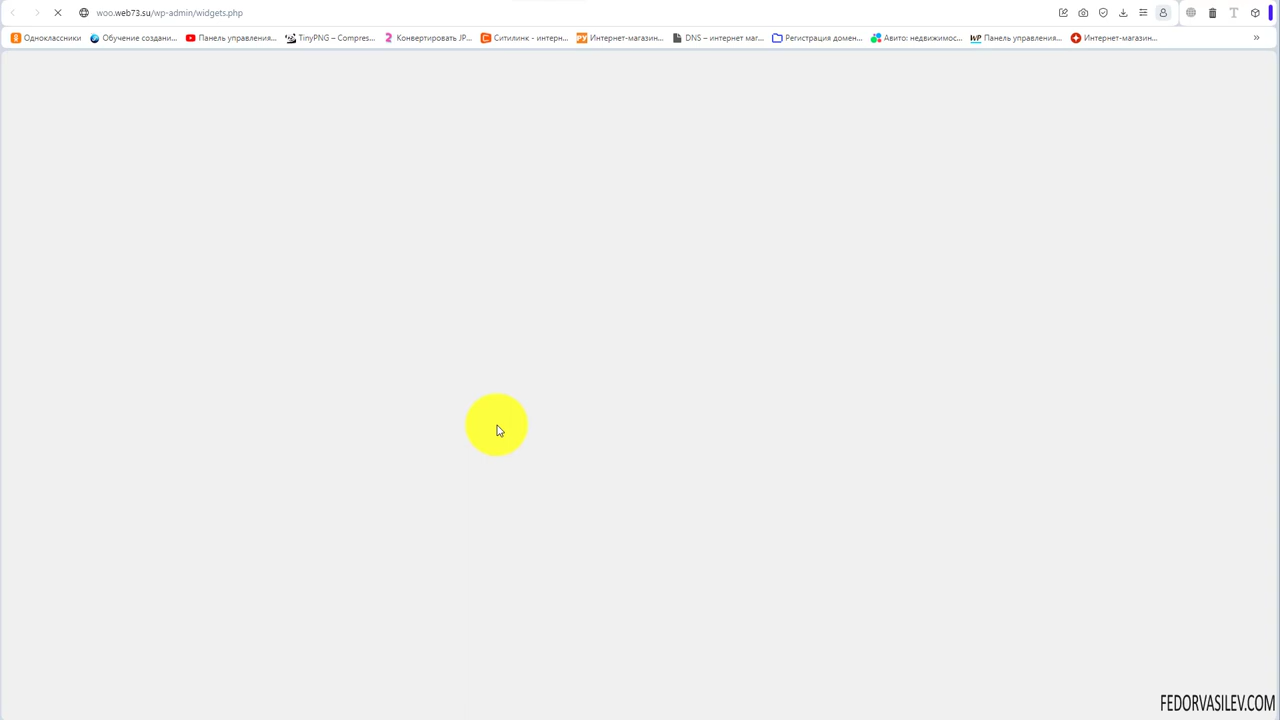 woo.web73.su/wp-admin/widgets.php
Одноклассники Обучение создани... Панель управления... TinyPNG – Compres... Конвертировать JP... Ситилинк - интерн... Интернет-магазин... DNS – интернет маг... Регистрация домен... Авито: недвижимос... Панель управления... Интернет-магазин... »
FEDORVASILEV.COM